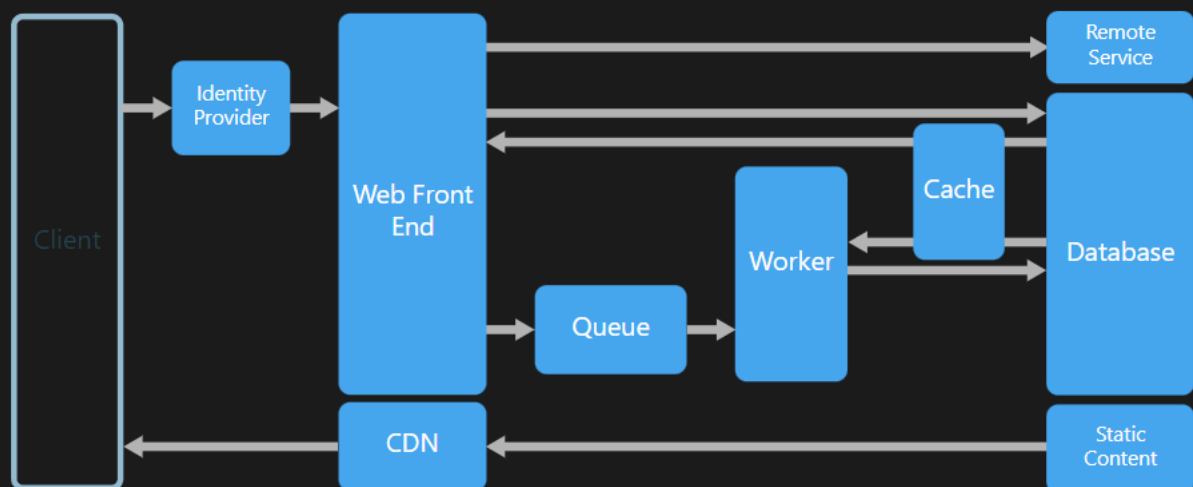 Client
Identity
Provider
Web Front
End
Remote
Service
Cache
Worker
Database
Queue
CDN
Static
Content